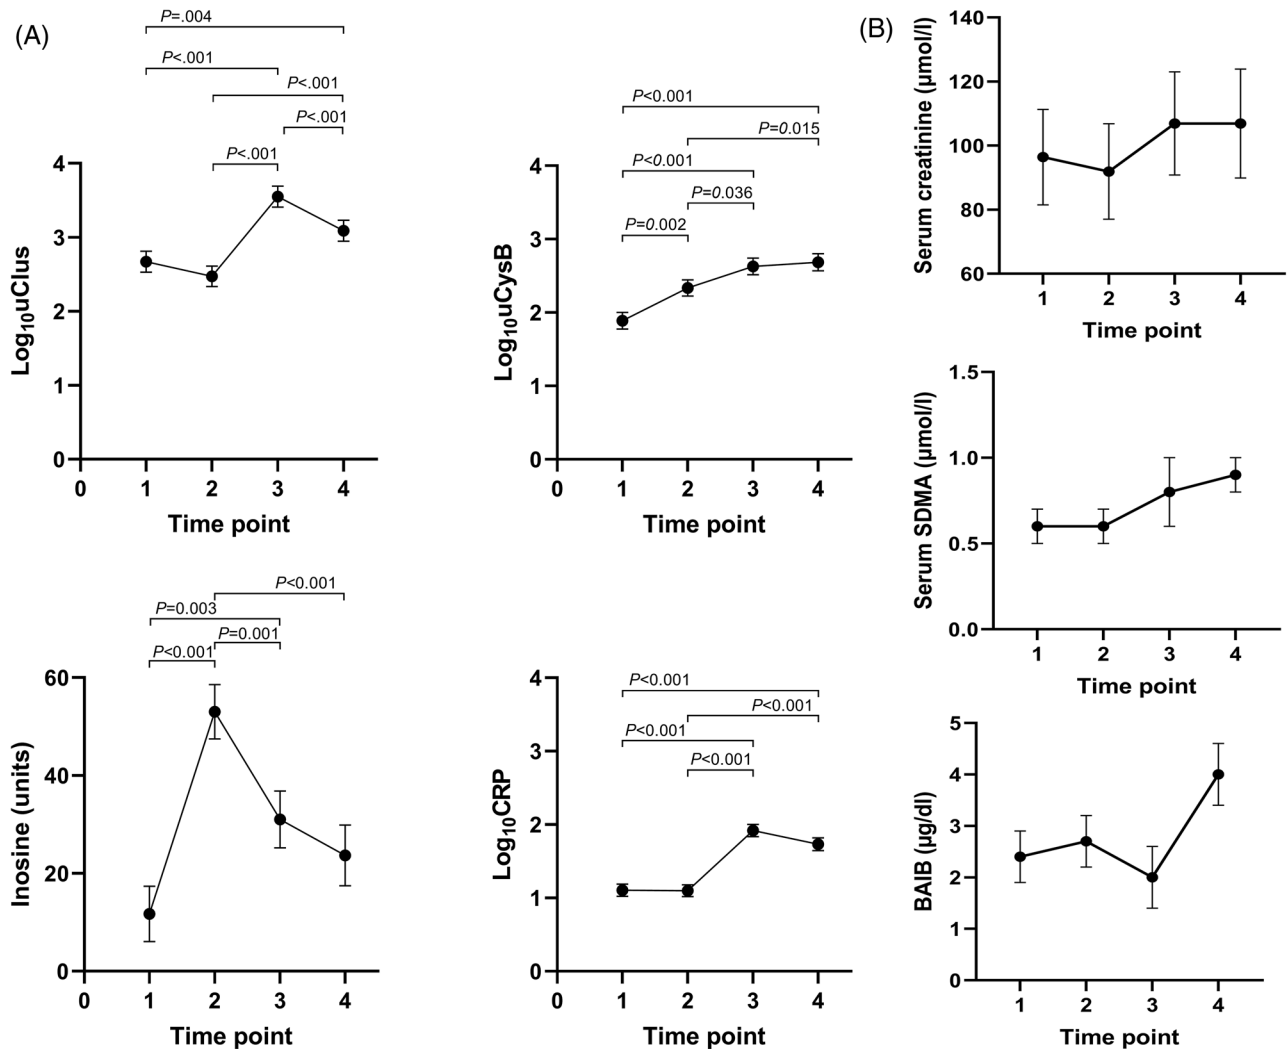 (A)
P=.004
P<.001
P<.001
P<.001
P<.001
4
3
2
1
0
Log10uClus
0 1 2 3 4
Time point
P<0.001
P=0.015
P<0.001
P=0.036
P=0.002
4
3
2
1
0
Log10uCysB
0 1 2 3 4
Time point
P<0.001
P=0.003
P=0.001
P<0.001
60
40
20
0
Inosine (units)
0 1 2 3 4
Time point
P<0.001
P<0.001
P<0.001
P<0.001
4
3
2
1
0
Log10CRP
0 1 2 3 4
Time point
(B)
140
120
100
80
60
Serum creatinine (µmol/l)
1 2 3 4
Time point
1.5
1.0
0.5
0.0
Serum SDMA (µmol/l)
1 2 3 4
Time point
5
4
3
2
1
0
BAIB (µg/dl)
1 2 3 4
Time point